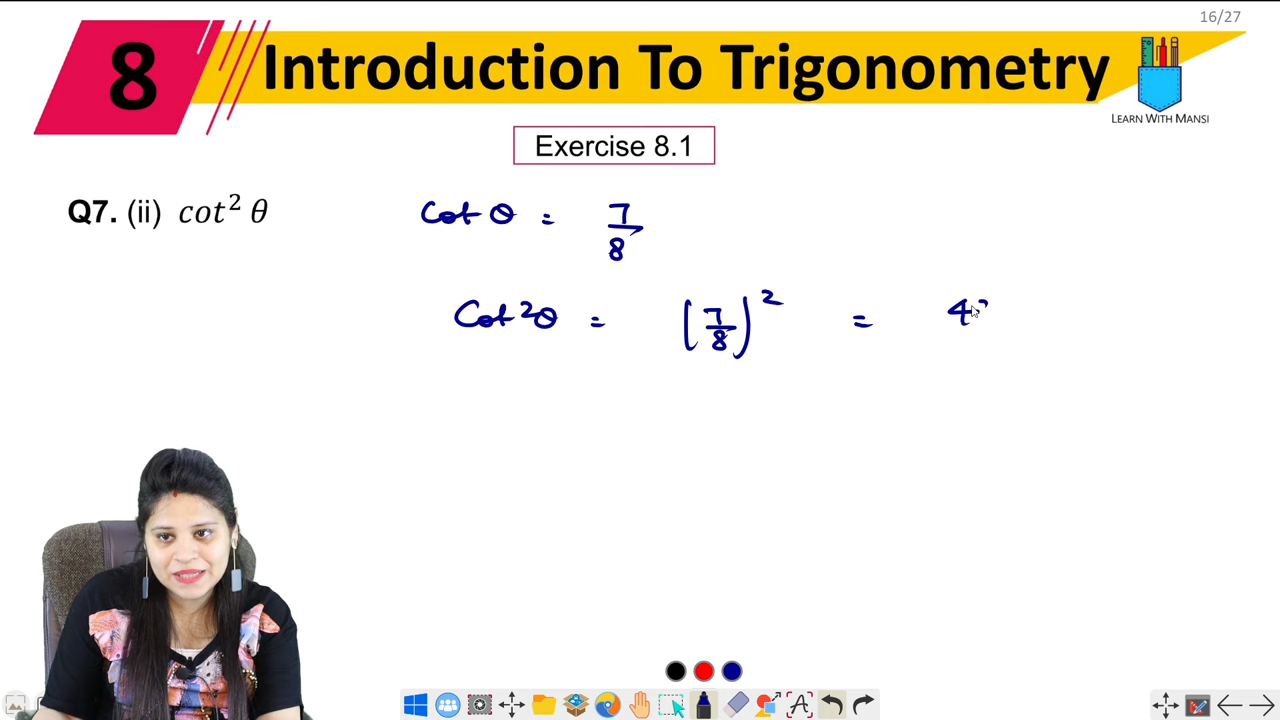 16/27
8 Introduction To Trigonometry
LEARN WITH MANSI
Exercise 8.1
Q7. (ii) cot² θ
Cot θ = 7/8
Cot²θ = (7/8)² = 4